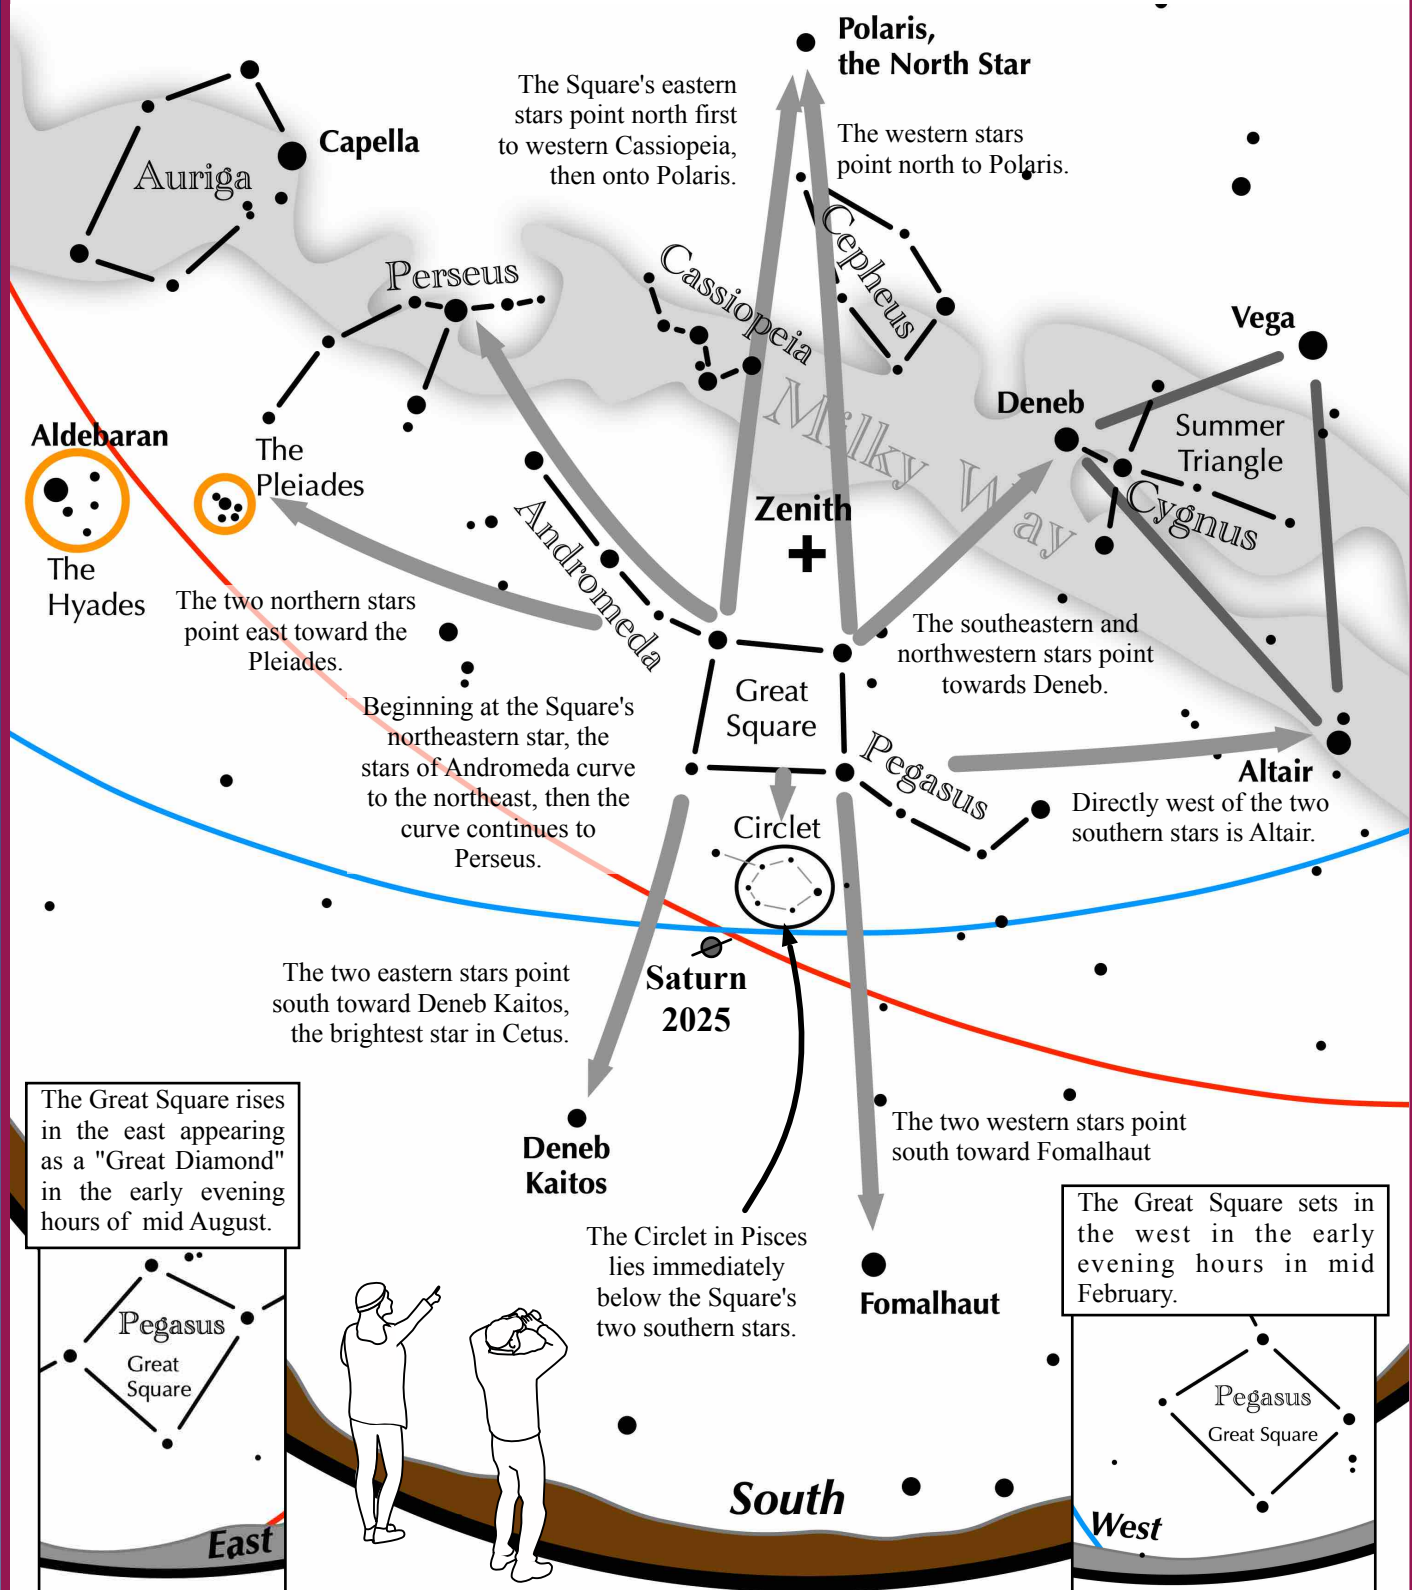 Polaris,
the North Star
The Square's eastern
stars point north first
to western Cassiopeia,
then onto Polaris.
The western stars
point north to Polaris.
Capella
Auriga
Perseus
Cassiopeia
Cepheus
Vega
Deneb
Summer
Triangle
Cygnus
Milky Way
Aldebaran
The
Pleiades
The
Hyades
Andromeda
Zenith
The two northern stars
point east toward the
Pleiades.
The southeastern and
northwestern stars point
towards Deneb.
Great
Square
Pegasus
Beginning at the Square's
northeastern star, the
stars of Andromeda curve
to the northeast, then the
curve continues to
Perseus.
Altair
Directly west of the two
southern stars is Altair.
Circlet
The two eastern stars point
south toward Deneb Kaitos,
the brightest star in Cetus.
Saturn
2025
Deneb
Kaitos
The two western stars point
south toward Fomalhaut
Fomalhaut
The Circlet in Pisces
lies immediately
below the Square's
two southern stars.
The Great Square rises
in the east appearing
as a "Great Diamond"
in the early evening
hours of mid August.
Pegasus
Great
Square
East
South
The Great Square sets in
the west in the early
evening hours in mid
February.
Pegasus
Great Square
West